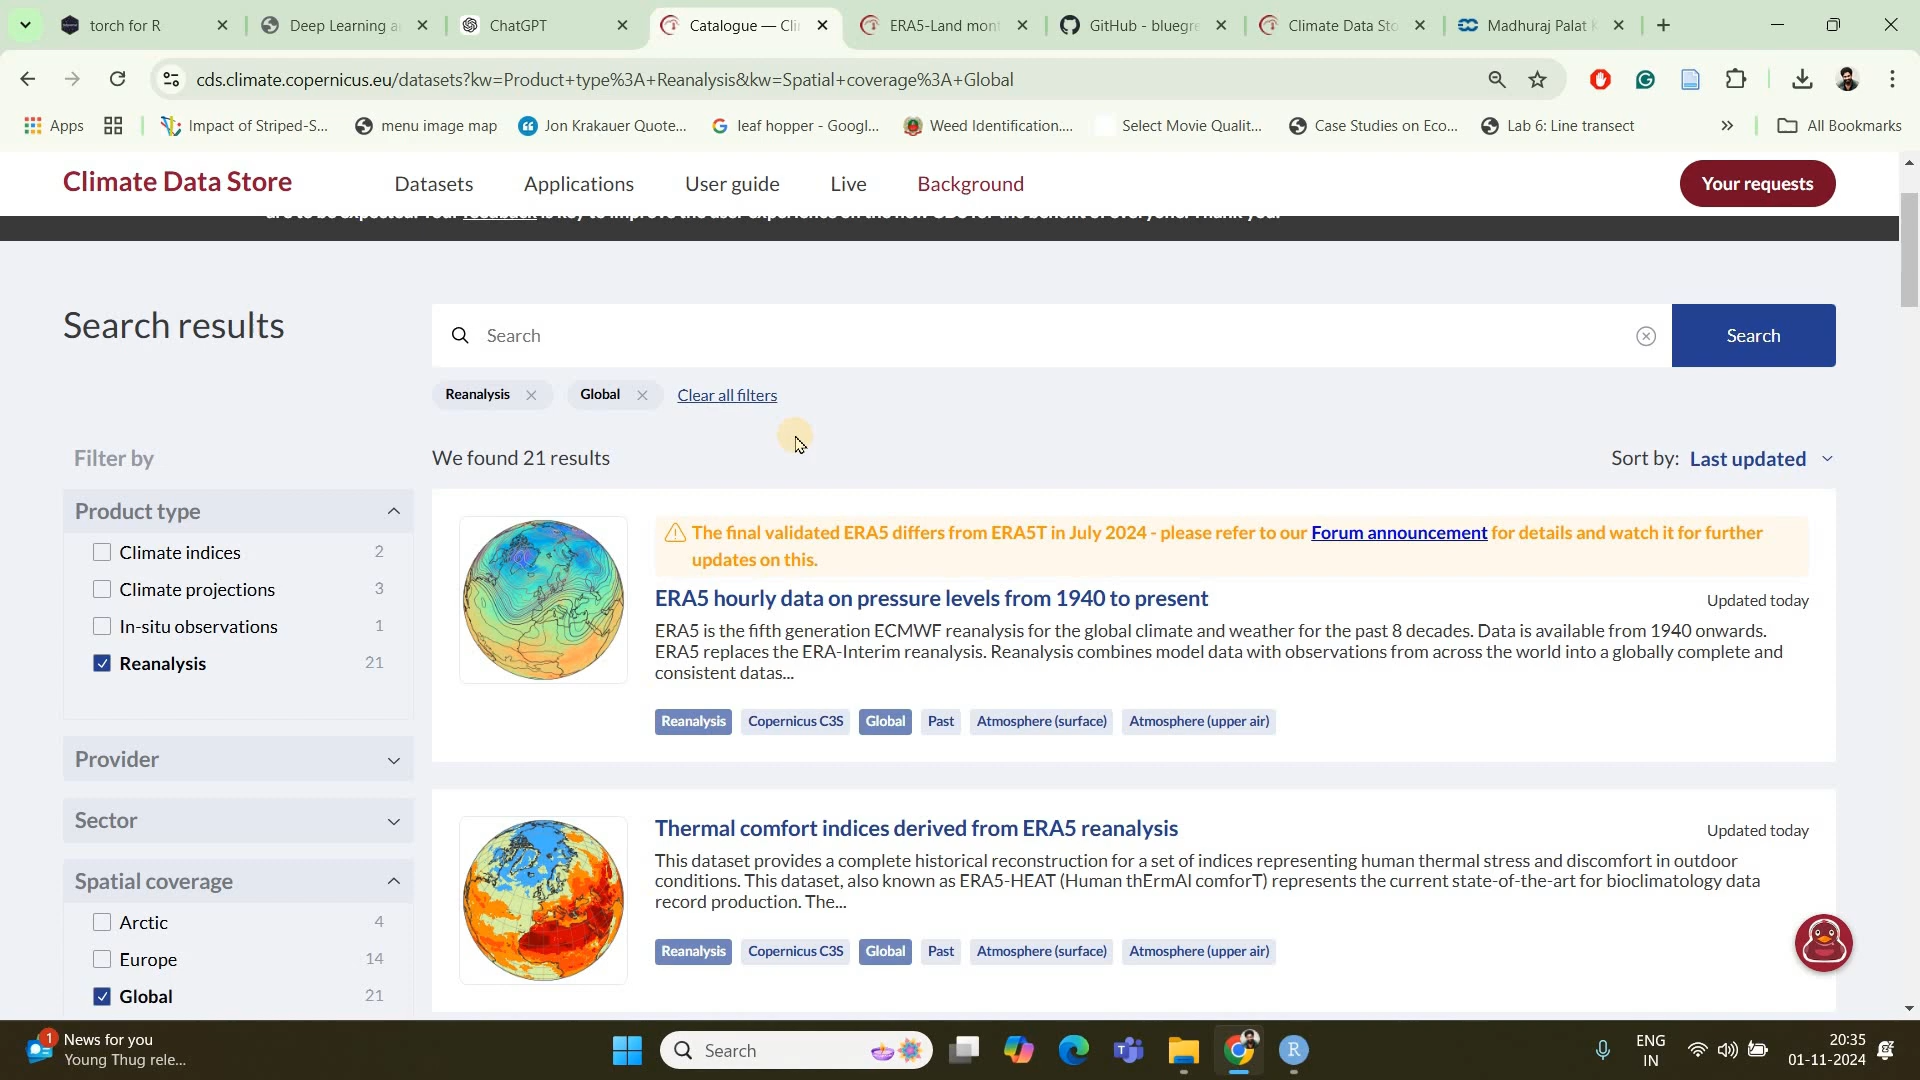 torch for R
Deep Learning a
ChatGPT
Catalogue — Cli
ERA5-Land mont
GitHub - bluegre
Climate Data Sto
Madhuraj Palat K
cds.climate.copernicus.eu/datasets?kw=Product+type%3A+Reanalysis&kw=Spatial+coverage%3A+Global
Apps
Impact of Striped-S...
menu image map
Jon Krakauer Quote...
leaf hopper - Googl...
Weed Identification....
Select Movie Qualit...
Case Studies on Eco...
Lab 6: Line transect
All Bookmarks
Climate Data Store
Datasets
Applications
User guide
Live
Background
Your requests
Search results
Search
Search
Reanalysis
Global
Clear all filters
Filter by
We found 21 results
Sort by: Last updated
Product type
Climate indices 2
Climate projections 3
In-situ observations 1
Reanalysis 21
Provider
Sector
Spatial coverage
Arctic 4
Europe 14
Global 21
The final validated ERA5 differs from ERA5T in July 2024 - please refer to our Forum announcement for details and watch it for further
updates on this.
ERA5 hourly data on pressure levels from 1940 to present
Updated today
ERA5 is the fifth generation ECMWF reanalysis for the global climate and weather for the past 8 decades. Data is available from 1940 onwards.
ERA5 replaces the ERA-Interim reanalysis. Reanalysis combines model data with observations from across the world into a globally complete and
consistent datas...
Reanalysis Copernicus C3S Global Past Atmosphere (surface) Atmosphere (upper air)
Thermal comfort indices derived from ERA5 reanalysis
Updated today
This dataset provides a complete historical reconstruction for a set of indices representing human thermal stress and discomfort in outdoor
conditions. This dataset, also known as ERA5-HEAT (Human thErmAl comforT) represents the current state-of-the-art for bioclimatology data
record production. The...
Reanalysis Copernicus C3S Global Past Atmosphere (surface) Atmosphere (upper air)
1
News for you
Young Thug rele...
Search
ENG
IN
20:35
01-11-2024